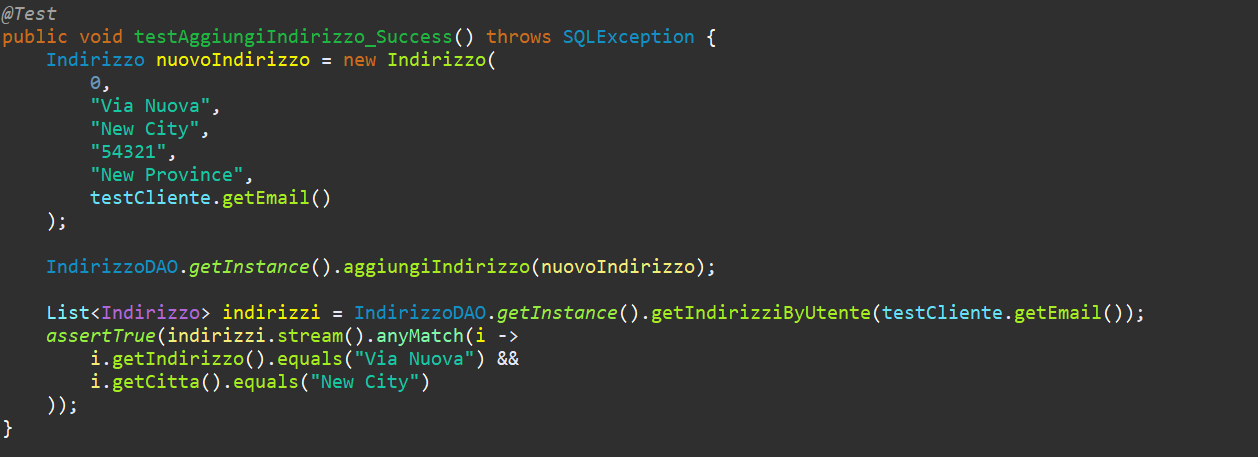 @Test
public void testAggiungiIndirizzo_Success() throws SQLException {
    Indirizzo nuovoIndirizzo = new Indirizzo(
        0,
        "Via Nuova",
        "New City",
        "54321",
        "New Province",
        testCliente.getEmail()
    );

    IndirizzoDAO.getInstance().aggiungiIndirizzo(nuovoIndirizzo);

    List<Indirizzo> indirizzi = IndirizzoDAO.getInstance().getIndirizziByUtente(testCliente.getEmail());
    assertTrue(indirizzi.stream().anyMatch(i ->
        i.getIndirizzo().equals("Via Nuova") &&
        i.getCitta().equals("New City")
    ));
}